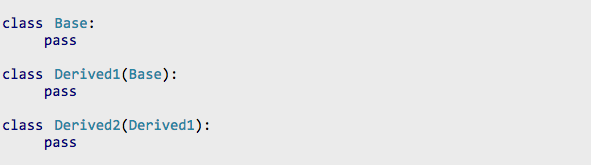 class Base:
     pass
class Derived1(Base):
     pass
class Derived2(Derived1):
     pass